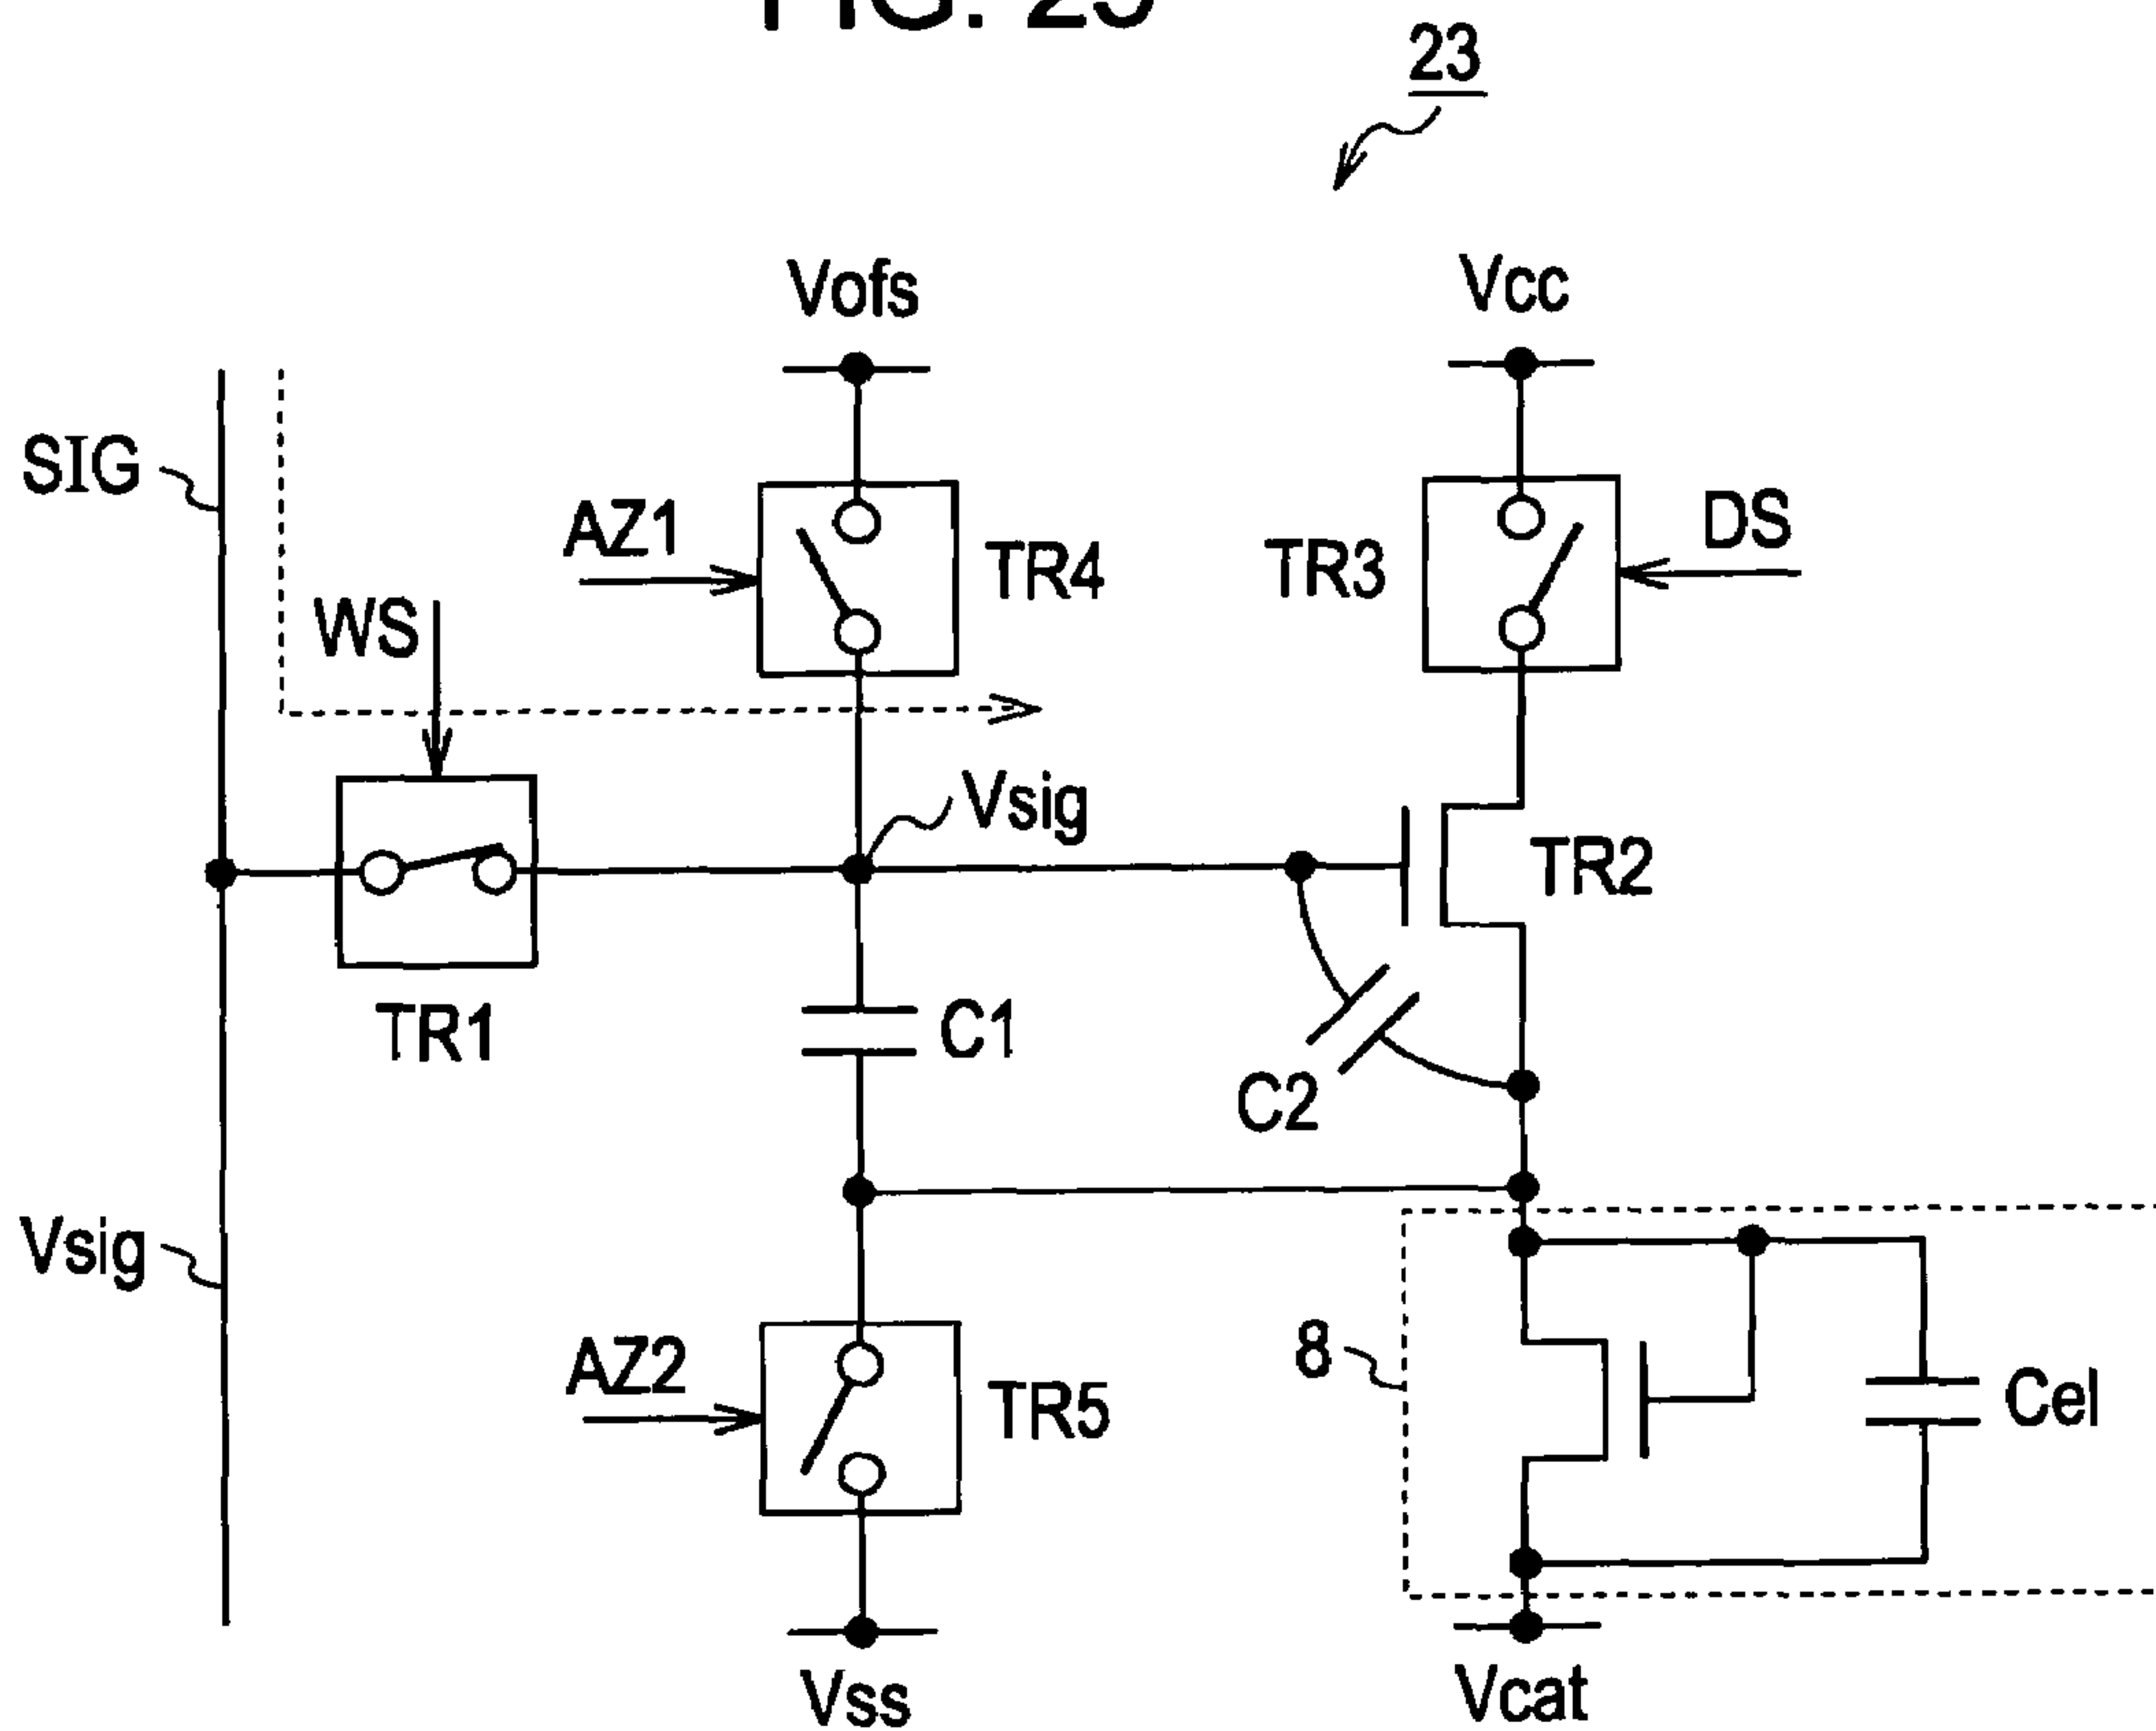 23
Vofs
Vcc
SIG
AZ1
TR4
TR3
DS
WS
Vsig
TR2
TR1
C1
C2
Vsig
8
AZ2
TR5
Cel
Vss
Vcat